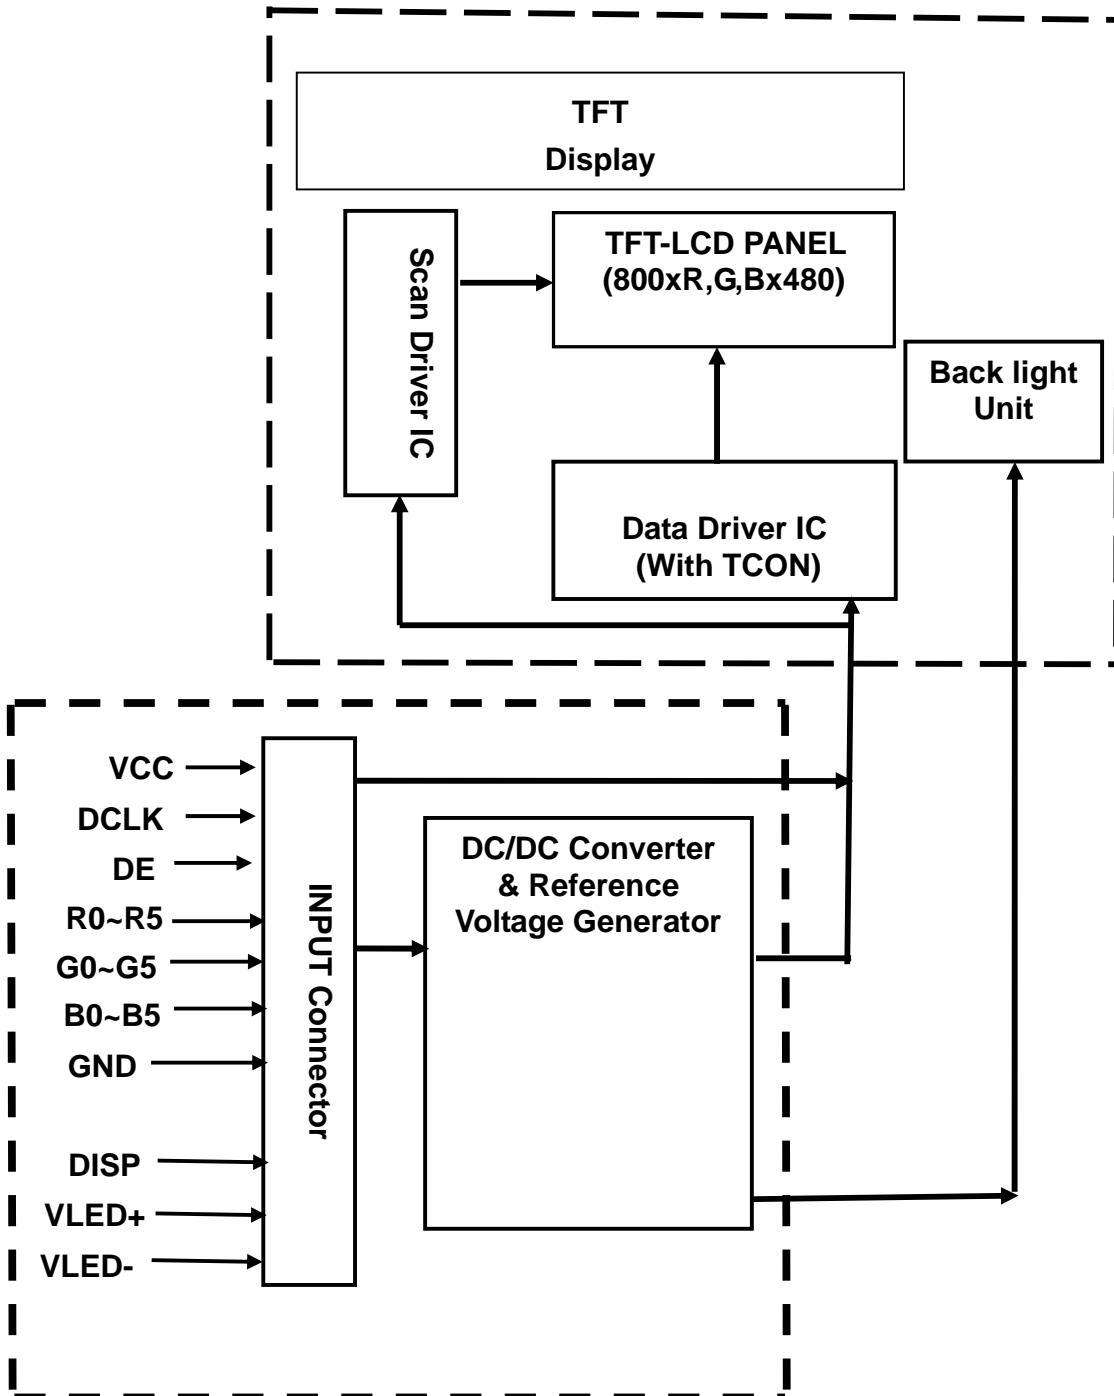 TFT
Display
Scan Driver IC
TFT-LCD PANEL
(800xR,G,Bx480)
Back light
Unit
Data Driver IC
(With TCON)
VCC
DCLK
DE
R0~R5
G0~G5
B0~B5
GND
DISP
VLED+
VLED-
INPUT Connector
DC/DC Converter
& Reference
Voltage Generator